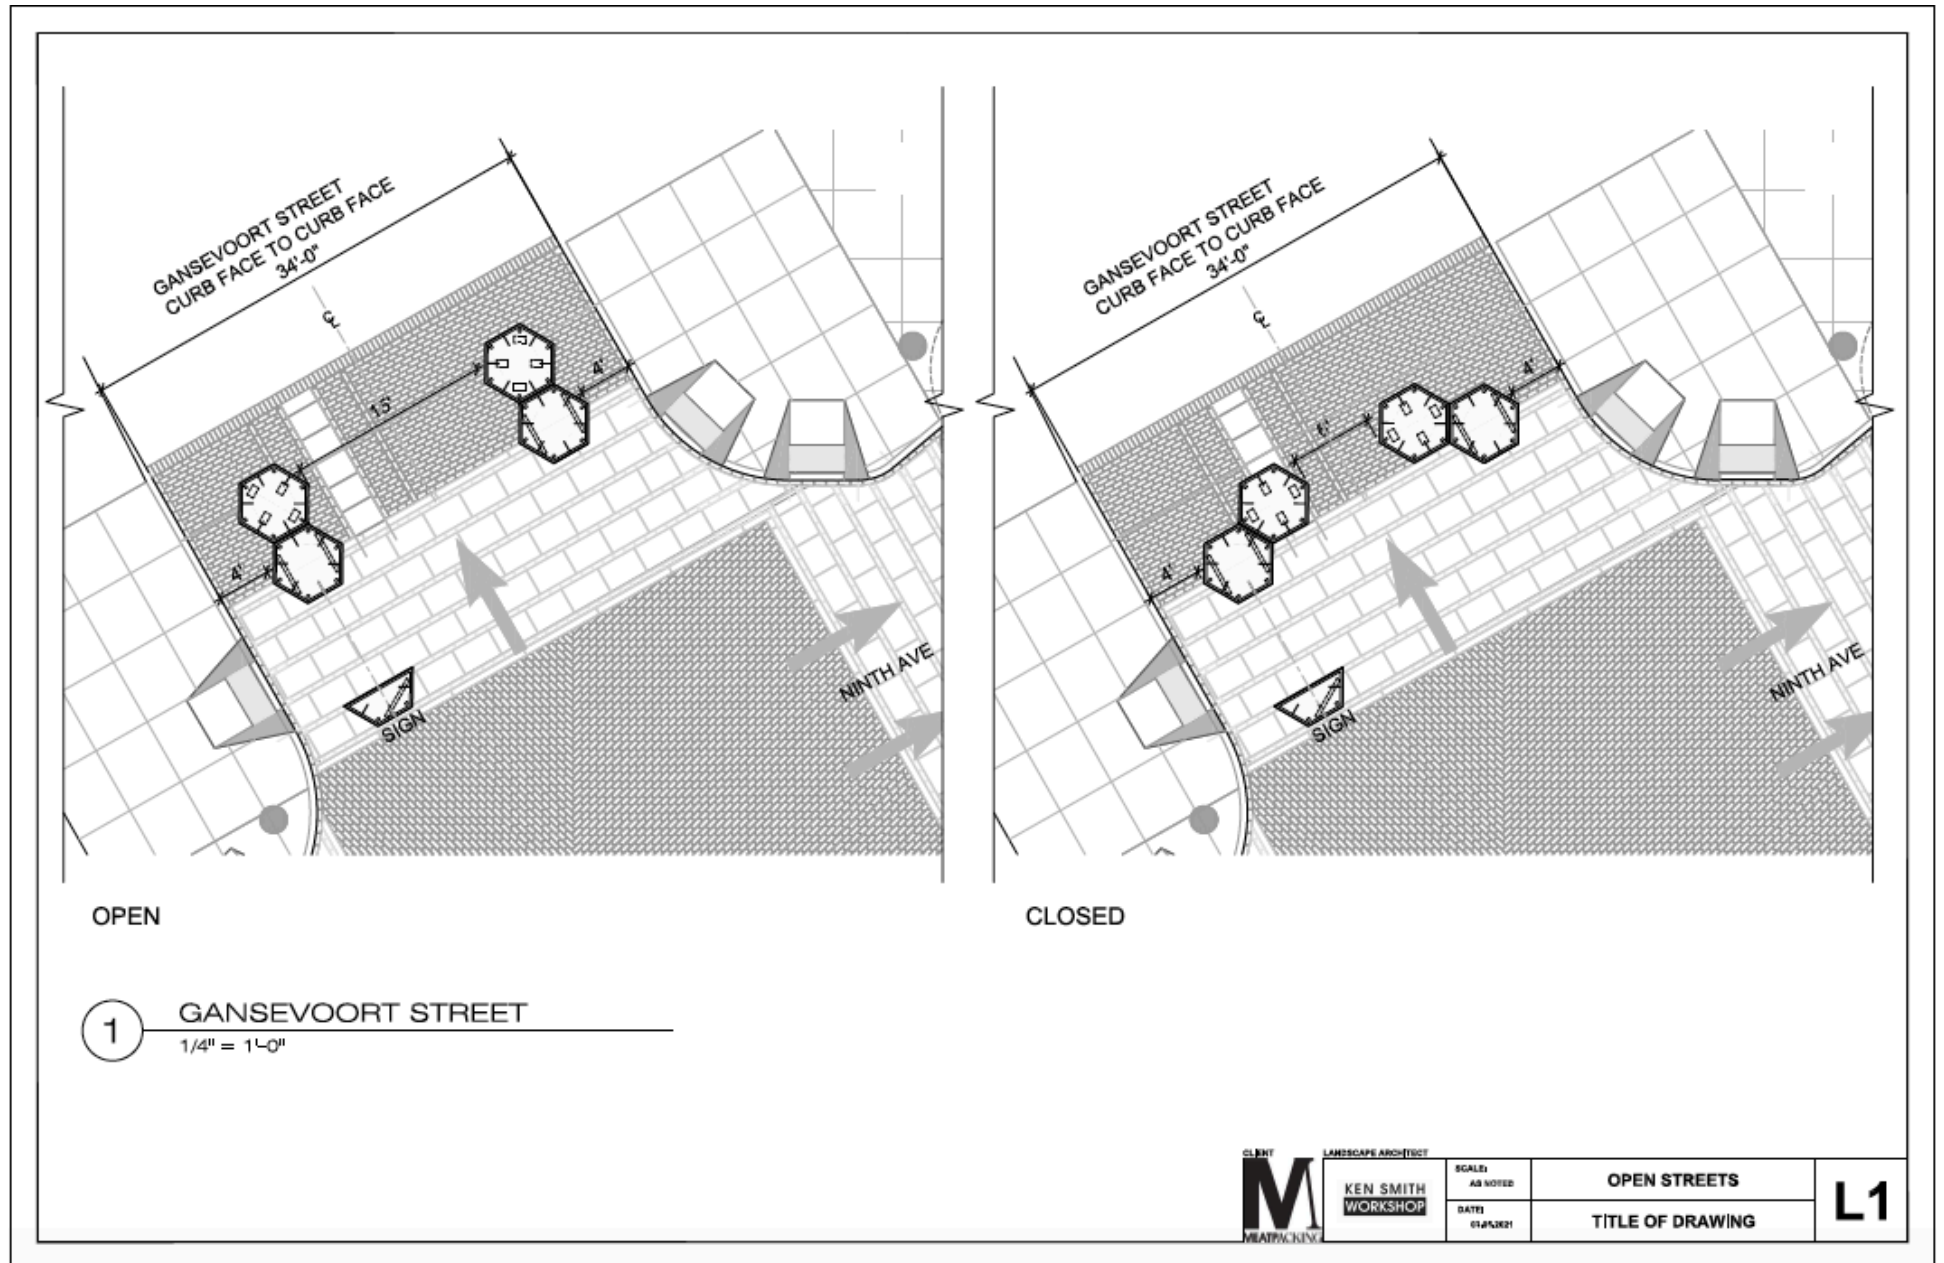 GANSEVOORT STREET
CURB FACE TO CURB FACE
34'-0"
℄
15'
4'
4'
NINTH AVE
SIGN
OPEN
GANSEVOORT STREET
CURB FACE TO CURB FACE
34'-0"
℄
6'
4'
4'
NINTH AVE
SIGN
CLOSED
1
GANSEVOORT STREET
1/4" = 1'-0"
CLIENT
M
MEATPACKING
LANDSCAPE ARCHITECT
KEN SMITH
WORKSHOP
SCALE:
AS NOTED
DATE:
OPEN STREETS
TITLE OF DRAWING
L1